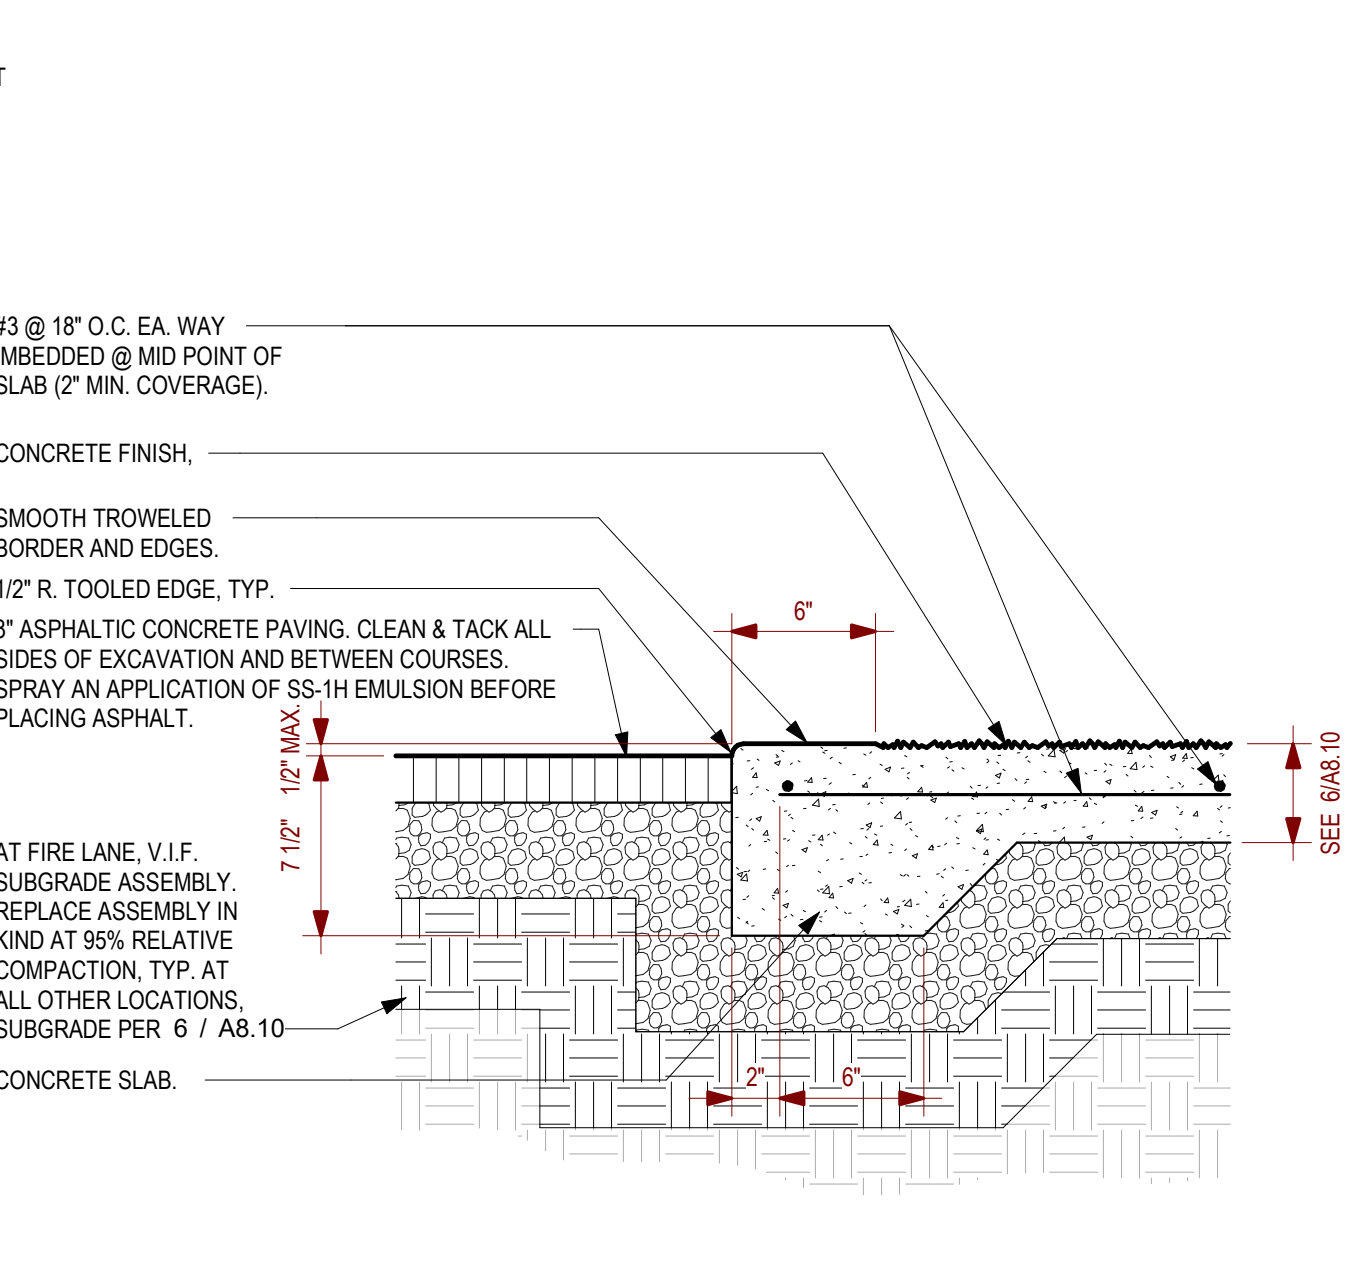 T
#3 @ 18" O.C. EA. WAY
MBEDDED @ MID POINT OF
SLAB (2" MIN. COVERAGE).
CONCRETE FINISH,
SMOOTH TROWELED
BORDER AND EDGES.
1/2" R. TOOLED EDGE, TYP.
3" ASPHALTIC CONCRETE PAVING. CLEAN & TACK ALL
SIDES OF EXCAVATION AND BETWEEN COURSES.
SPRAY AN APPLICATION OF SS-1H EMULSION BEFORE
PLACING ASPHALT.
6"
1/2" MAX.
7 1/2"
SEE 6/A8.10
AT FIRE LANE, V.I.F.
SUBGRADE ASSEMBLY.
REPLACE ASSEMBLY IN
KIND AT 95% RELATIVE
COMPACTION, TYP. AT
ALL OTHER LOCATIONS,
SUBGRADE PER 6 / A8.10
CONCRETE SLAB.
2"
6"